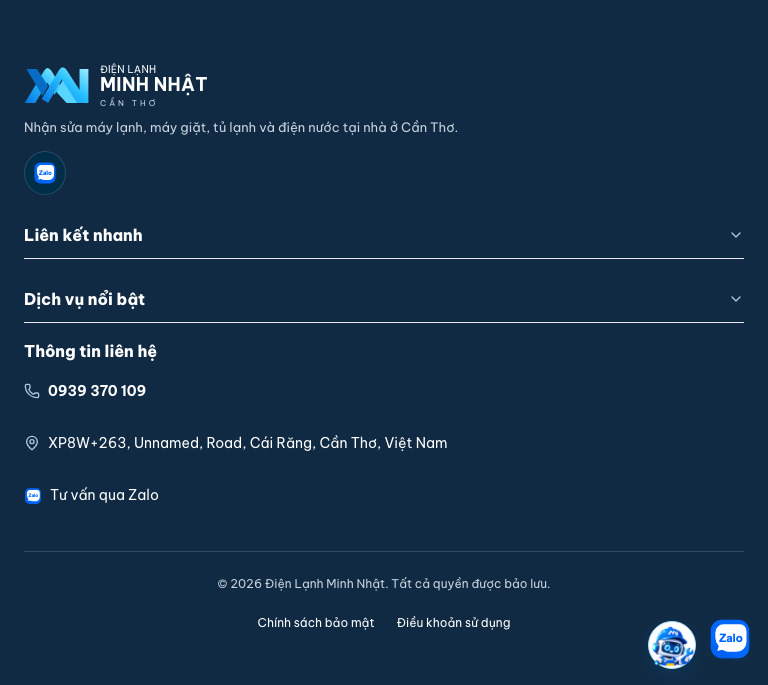 ĐIỆN LẠNH
MINH NHẬT
CẦN THƠ
Nhận sửa máy lạnh, máy giặt, tủ lạnh và điện nước tại nhà ở Cần Thơ.
Zalo
Liên kết nhanh
Dịch vụ nổi bật
Thông tin liên hệ
0939 370 109
XP8W+263, Unnamed, Road, Cái Răng, Cần Thơ, Việt Nam
Zalo Tư vấn qua Zalo
© 2026 Điện Lạnh Minh Nhật. Tất cả quyền được bảo lưu.
Chính sách bảo mật Điều khoản sử dụng
Zalo